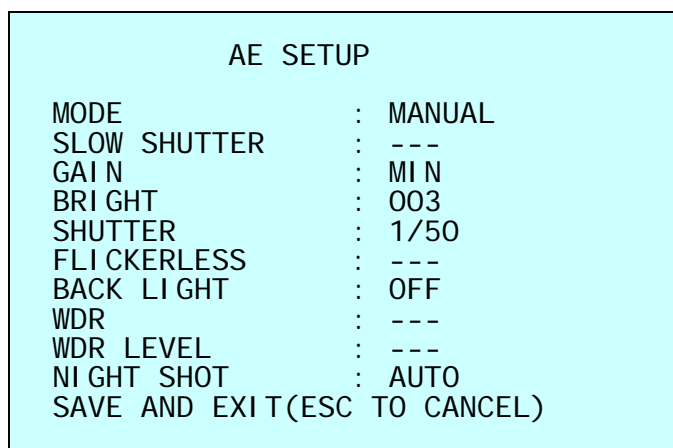 AE SETUP
MODE : MANUAL
SLOW SHUTTER : ---
GAIN : MIN
BRIGHT : 003
SHUTTER : 1/50
FLICKERLESS : ---
BACK LIGHT : OFF
WDR : ---
WDR LEVEL : ---
NIGHT SHOT : AUTO
SAVE AND EXIT(ESC TO CANCEL)